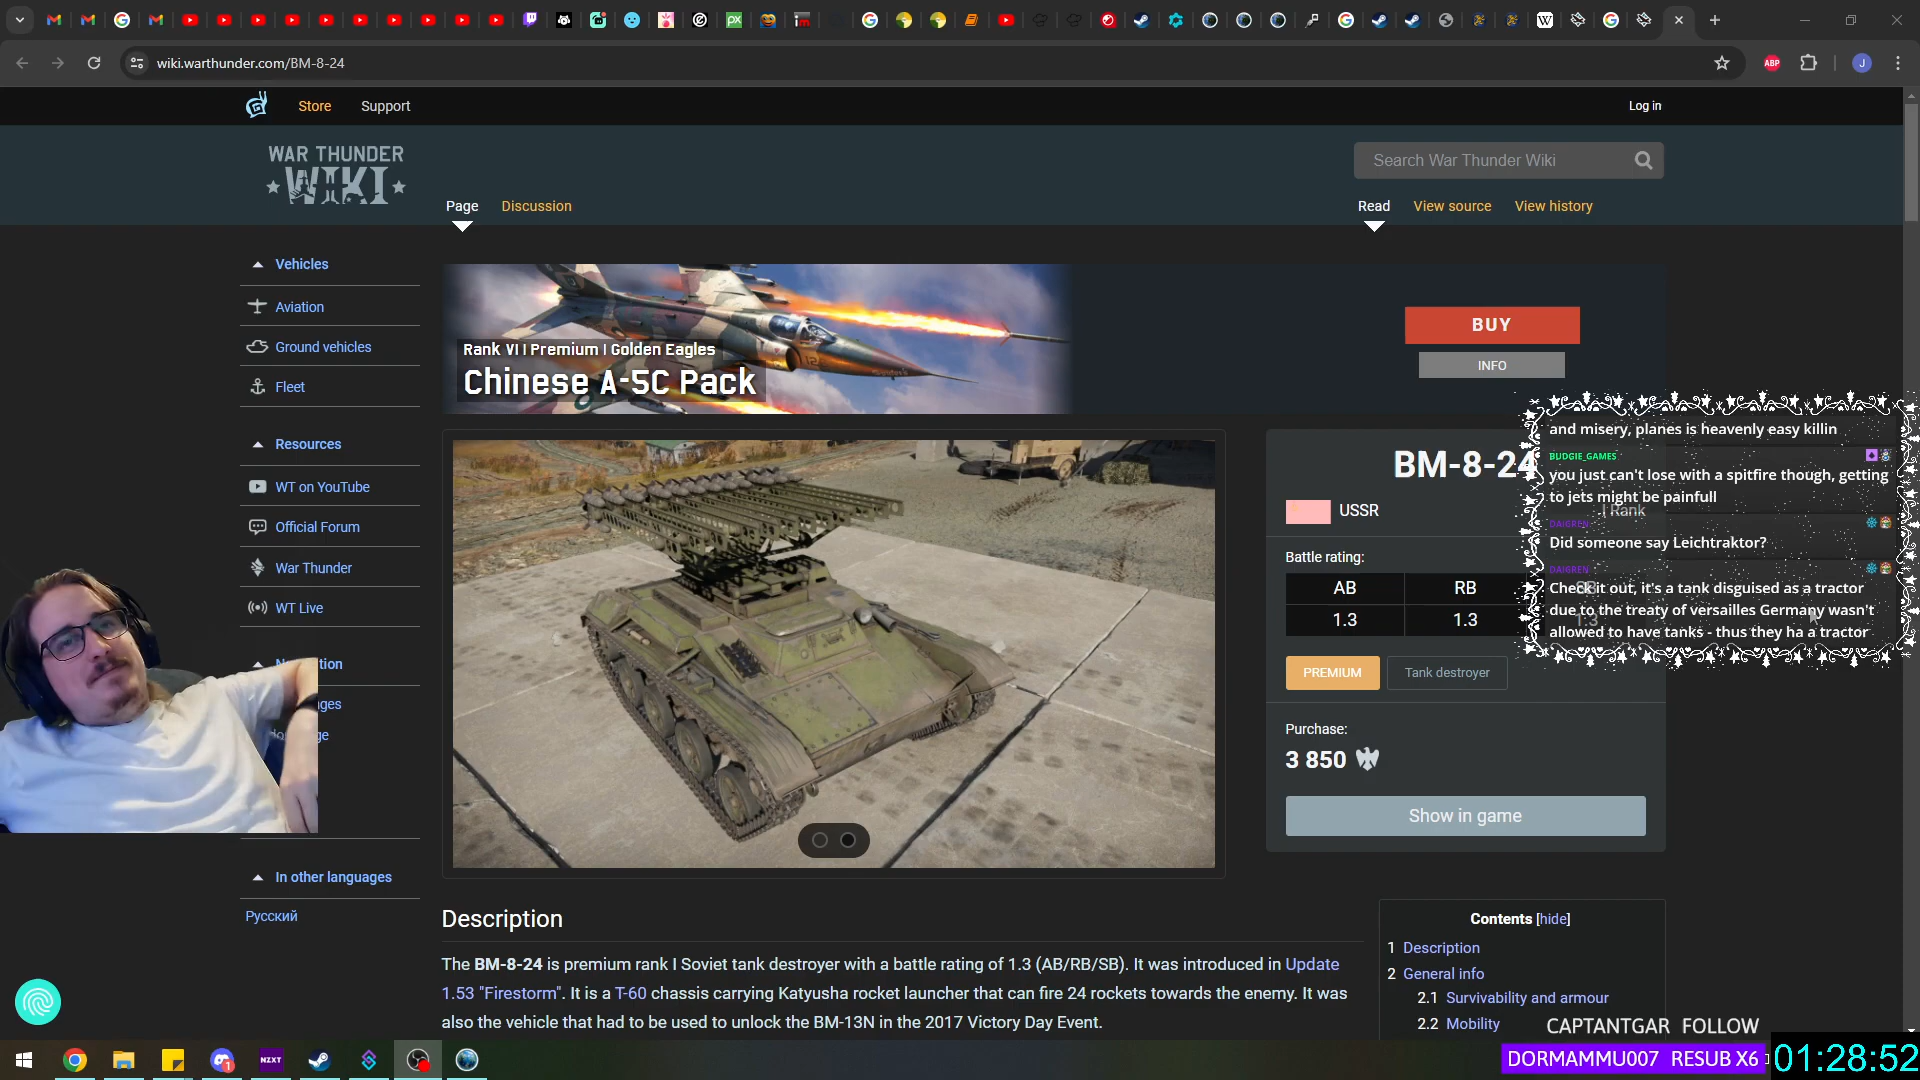 wiki.warthunder.com/BM-8-24
ABP
J
Store
Support
Log in
WAR THUNDER
WIKI
Search War Thunder Wiki
Page
Discussion
Read
View source
View history
Vehicles
Aviation
Ground vehicles
Fleet
Resources
WT on YouTube
Official Forum
War Thunder
WT Live
In other languages
Русский
Rank VI | Premium | Golden Eagles
Chinese A-5C Pack
BUY
INFO
BM-8-24
USSR
I Rank
Battle rating:
AB
RB
SB
1.3
1.3
1.3
PREMIUM
Tank destroyer
Purchase:
3 850
Show in game
and misery, planes is heavenly easy killin
BUDGIE_GAMES
you just can't lose with a spitfire though, getting
to jets might be painfull
DAIGREN
Did someone say Leichtraktor?
DAIGREN
Check it out, it's a tank disguised as a tractor
due to the treaty of versailles Germany wasn't
allowed to have tanks - thus they ha a tractor
Description
The BM-8-24 is premium rank I Soviet tank destroyer with a battle rating of 1.3 (AB/RB/SB). It was introduced in Update
1.53 "Firestorm". It is a T-60 chassis carrying Katyusha rocket launcher that can fire 24 rockets towards the enemy. It was
also the vehicle that had to be used to unlock the BM-13N in the 2017 Victory Day Event.
Contents [hide]
1 Description
2 General info
2.1 Survivability and armour
2.2 Mobility
CAPTANTGAR FOLLOW
DORMAMMU007 RESUB X6
01:28:52
NZXT
1